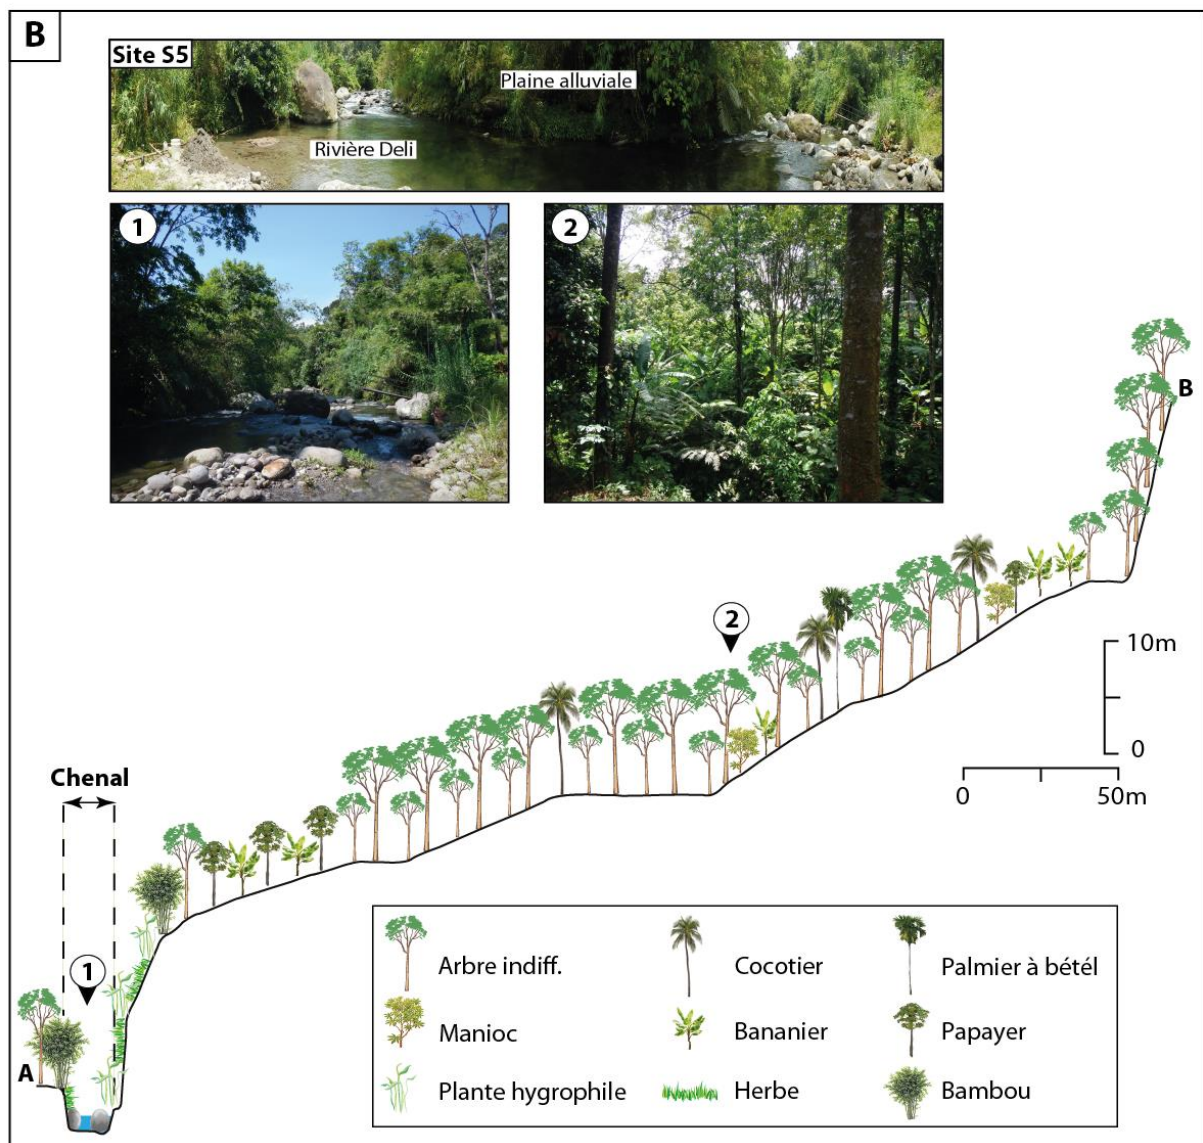 B
Site S5
Plaine alluviale
Rivière Deli
1
2
B
2
10m
0
0 50m
Chenal
1
A
Arbre indiff. Cocotier Palmier à bétél
Manioc Bananier Papayer
Plante hygrophile Herbe Bambou